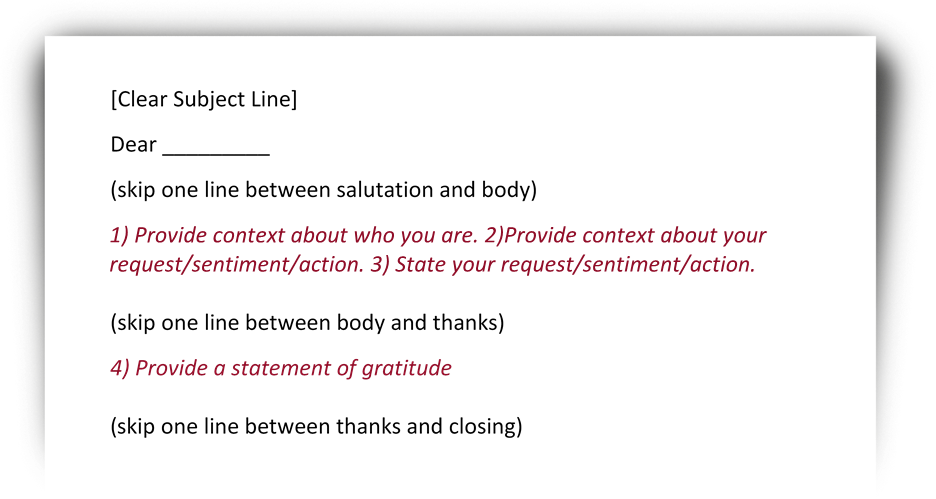 [Clear Subject Line]
Dear _________
(skip one line between salutation and body)
1) Provide context about who you are. 2)Provide context about your
request/sentiment/action. 3) State your request/sentiment/action.
(skip one line between body and thanks)
4) Provide a statement of gratitude
(skip one line between thanks and closing)